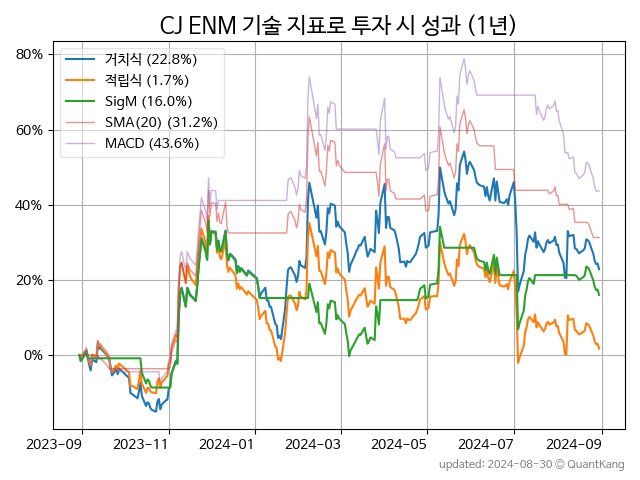 CJ ENM 기술 지표로 투자 시 성과 (1년)
거치식 (22.8%)
적립식 (1.7%)
SigM (16.0%)
SMA(20) (31.2%)
MACD (43.6%)
80%
60%
40%
20%
0%
2023-09 2023-11 2024-01 2024-03 2024-05 2024-07 2024-09
updated: 2024-08-30 © QuantKang